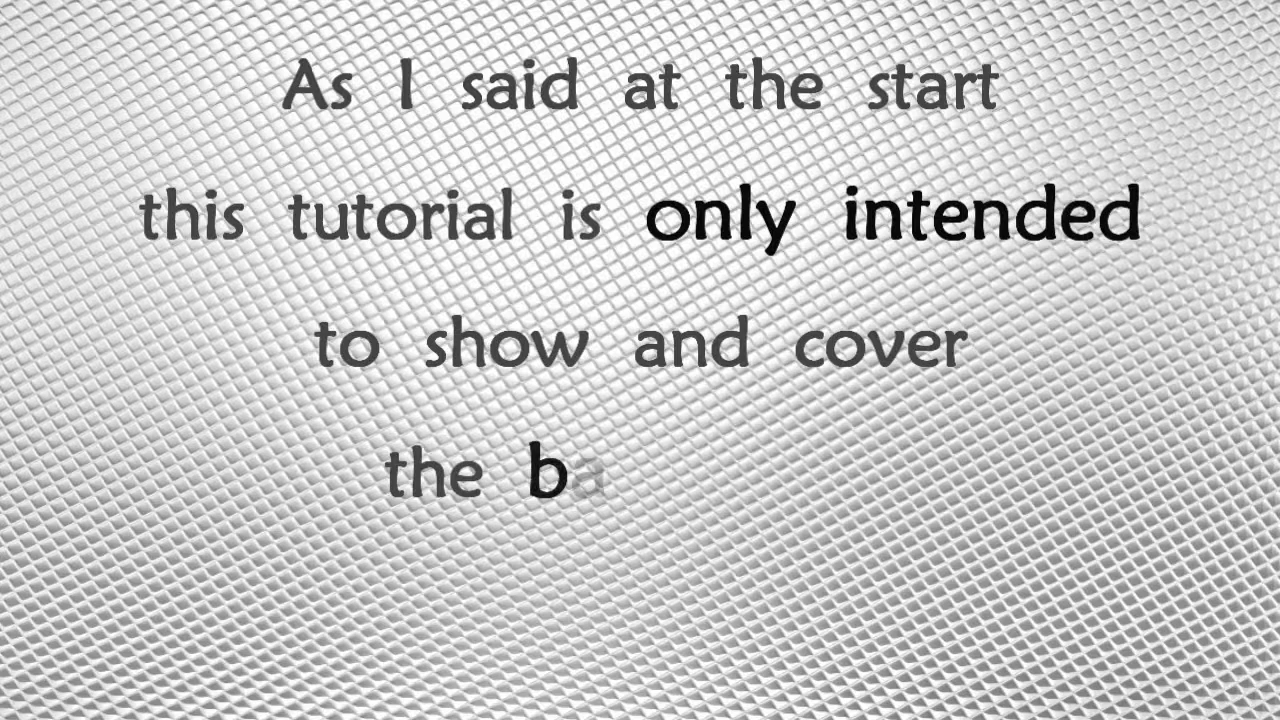 As I said at the start
this tutorial is only intended
to show and cover
the ba